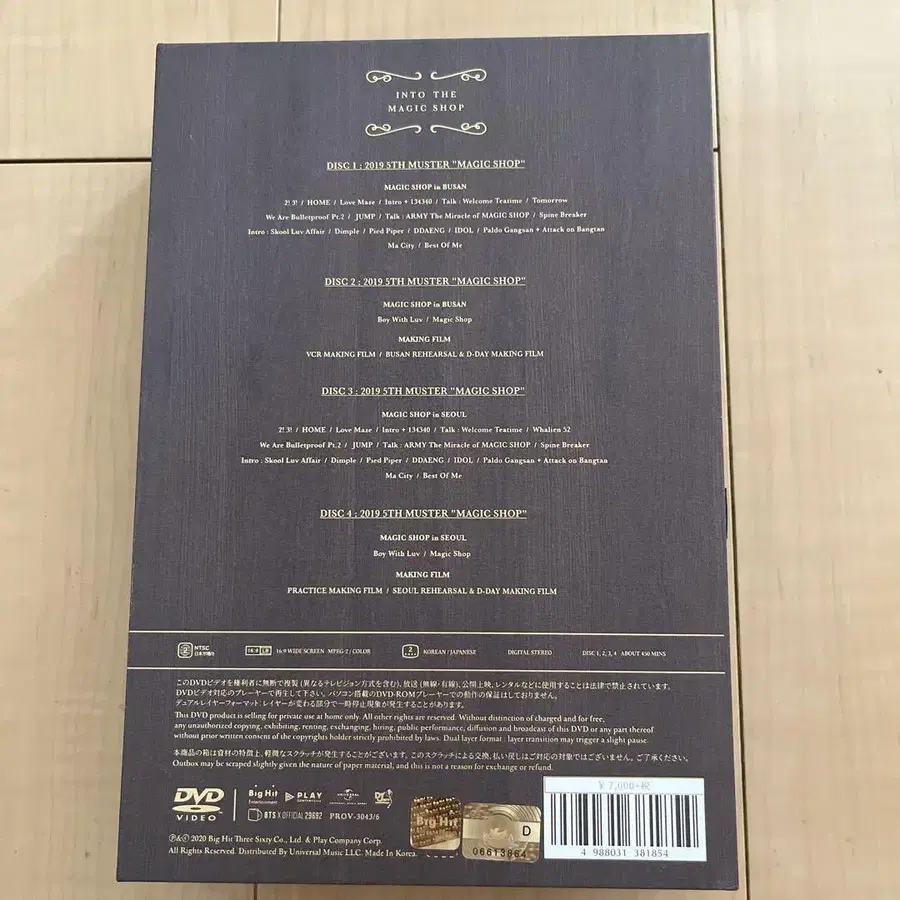 INTO THE
MAGIC SHOP
DISC 1 : 2019 5TH MUSTER "MAGIC SHOP"
MAGIC SHOP in BUSAN
2! 3! / HOME / Love Maze / Intro + 134340 / Talk : Welcome Teatime / Tomorrow
We Are Bulletproof Pt.2 / JUMP / Talk : ARMY The Miracle of MAGIC SHOP / Spine Breaker
Intro : Skool Luv Affair / Dimple / Pied Piper / DDAENG / IDOL / Paldo Gangsan + Attack on Bangtan
Ma City / Best Of Me
DISC 2 : 2019 5TH MUSTER "MAGIC SHOP"
MAGIC SHOP in BUSAN
Boy With Luv / Magic Shop
MAKING FILM
VCR MAKING FILM / BUSAN REHEARSAL & D-DAY MAKING FILM
DISC 3 : 2019 5TH MUSTER "MAGIC SHOP"
MAGIC SHOP in SEOUL
2! 3! / HOME / Love Maze / Intro + 134340 / Talk : Welcome Teatime / Whalien 52
We Are Bulletproof Pt.2 / JUMP / Talk : ARMY The Miracle of MAGIC SHOP / Spine Breaker
Intro : Skool Luv Affair / Dimple / Pied Piper / DDAENG / IDOL / Paldo Gangsan + Attack on Bangtan
Ma City / Best Of Me
DISC 4 : 2019 5TH MUSTER "MAGIC SHOP"
MAGIC SHOP in SEOUL
Boy With Luv / Magic Shop
MAKING FILM
PRACTICE MAKING FILM / SEOUL REHEARSAL & D-DAY MAKING FILM
2 NTSC 日本市場向 16:9 LB 16:9 WIDE SCREEN MPEG-2 / COLOR 2 KOREAN / JAPANESE DIGITAL STEREO DISC 1, 2, 3, 4 ABOUT 450 MINS
このDVDビデオを権利者に無断で複製(異なるテレビジョン方式を含む)、放送(無線・有線)、公開上映、レンタルなどに使用することは法律で禁止されています。
DVDビデオ対応のプレーヤーで再生して下さい。パソコン搭載のDVD-ROMプレーヤーでの動作の保証はしておりません。
デュアルレイヤーフォーマット:レイヤーが変わる部分で一時停止現象が発生することがあります。
This DVD product is selling for private use at home only. All other rights are reserved. Without distinction of charged and for free,
any unauthorized copying, exhibiting, renting, exchanging, hiring, public performance, diffusion and broadcast of this DVD or any part thereof
without prior written consent of the copyrights holder strictly prohibited by laws. Dual layer format : layer transition may trigger a slight pause.
本商品の箱は資材の特徴上、軽微なスクラッチが発生することがございます。このスクラッチによる交換、払い戻しはご対応の対象ではございません。ご了承ください。
Outbox may be scraped slightly given the nature of paper material, and this is not a reason for exchange or refund.
DVD VIDEO
Big Hit Entertainment PLAY UNIVERSAL Def Jam
BTS X OFFICIAL 29692 PROV-3043/6
Ⓟ&© 2020 Big Hit Three Sixty Co., Ltd. & Play Company Corp.
All Rights Reserved. Distributed By Universal Music LLC. Made In Korea.
Big Hit
D
¥7,000+税
4 988031 381854